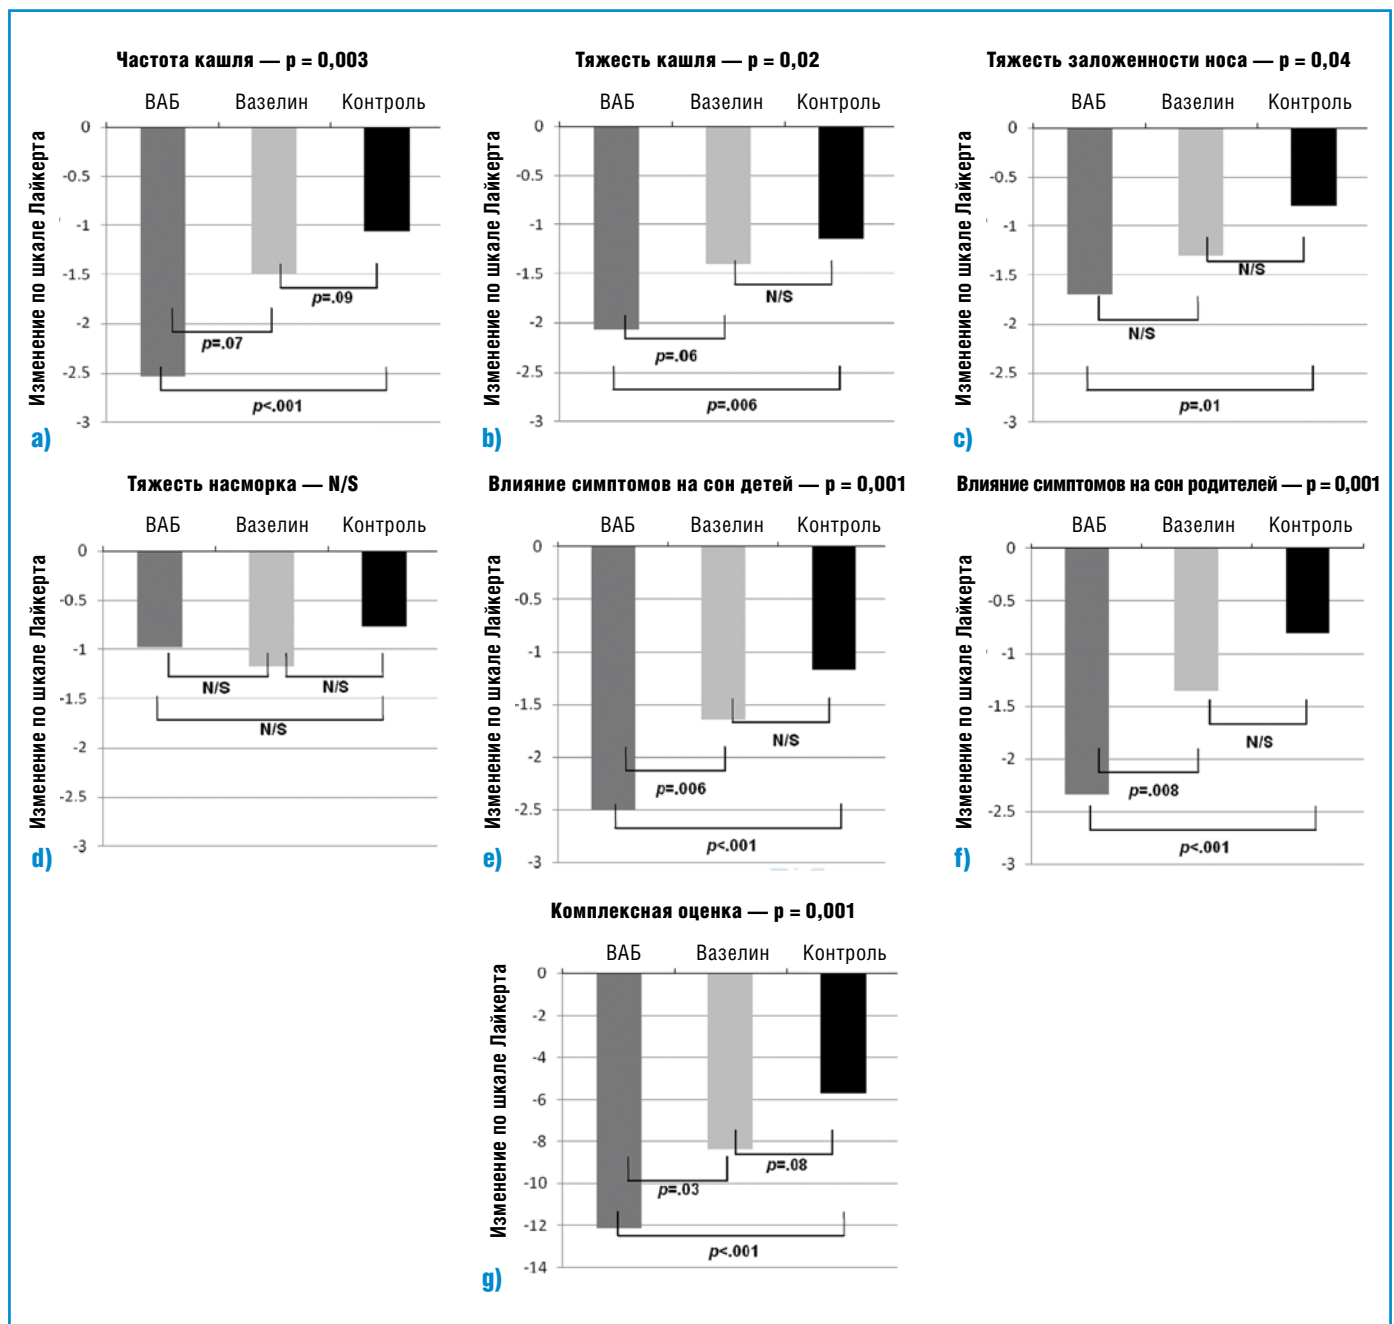 Частота кашля — p = 0,003
ВАБ Вазелин Контроль
Изменение по шкале Лайкерта
0
-0.5
-1
-1.5
-2
-2.5
-3
p=.09
p=.07
p<.001
a)
Тяжесть кашля — p = 0,02
ВАБ Вазелин Контроль
Изменение по шкале Лайкерта
0
-0.5
-1
-1.5
-2
-2.5
-3
N/S
p=.06
p=.006
b)
Тяжесть заложенности носа — p = 0,04
ВАБ Вазелин Контроль
Изменение по шкале Лайкерта
0
-0.5
-1
-1.5
-2
-2.5
-3
N/S
N/S
p=.01
c)
Тяжесть насморка — N/S
ВАБ Вазелин Контроль
Изменение по шкале Лайкерта
0
-0.5
-1
-1.5
-2
-2.5
-3
N/S N/S
N/S
d)
Влияние симптомов на сон детей — p = 0,001
ВАБ Вазелин Контроль
Изменение по шкале Лайкерта
0
-0.5
-1
-1.5
-2
-2.5
-3
N/S
p=.006
p<.001
e)
Влияние симптомов на сон родителей — p = 0,001
ВАБ Вазелин Контроль
Изменение по шкале Лайкерта
0
-0.5
-1
-1.5
-2
-2.5
-3
N/S
p=.008
p<.001
f)
Комплексная оценка — p = 0,001
ВАБ Вазелин Контроль
Изменение по шкале Лайкерта
0
-2
-4
-6
-8
-10
-12
-14
p=.08
p=.03
p<.001
g)